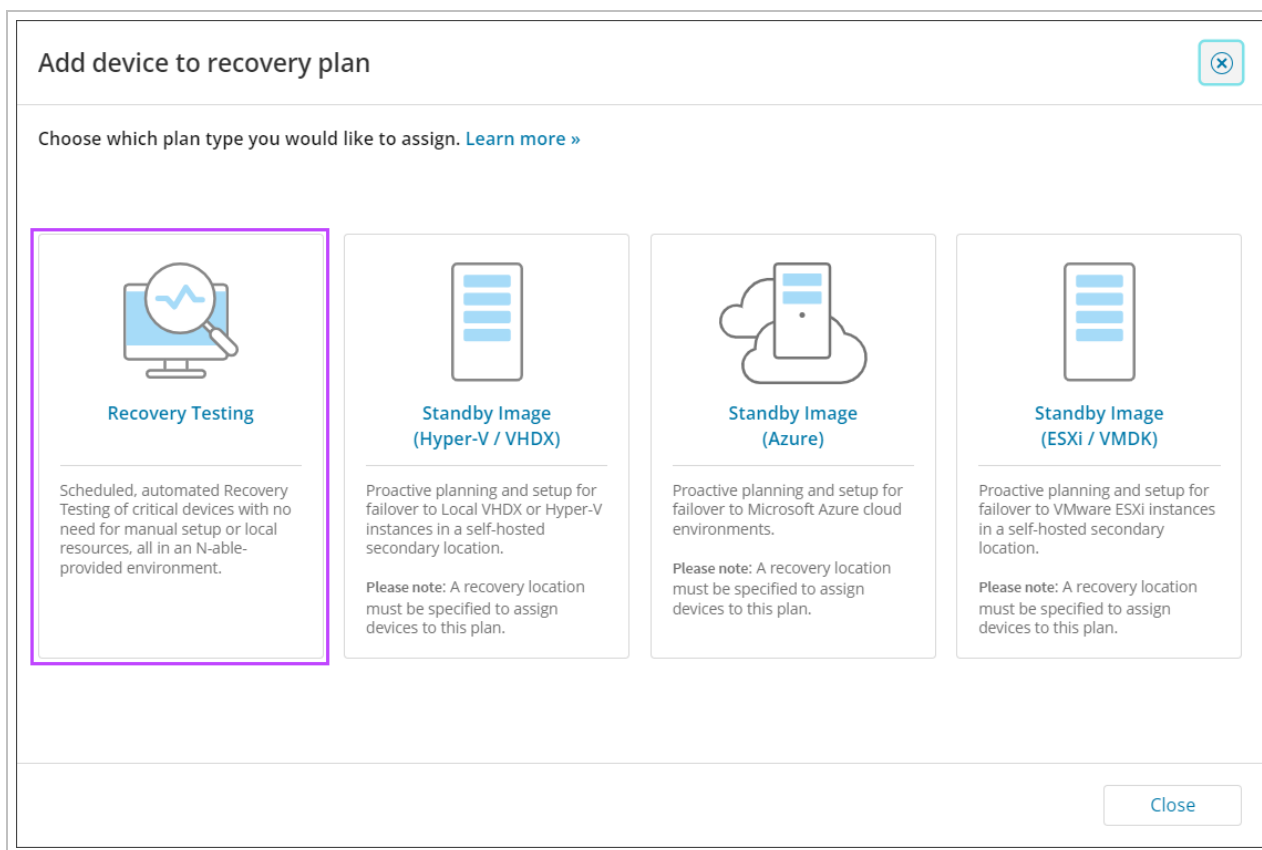 Add device to recovery plan
Choose which plan type you would like to assign. Learn more »
Recovery Testing
Scheduled, automated Recovery
Testing of critical devices with no
need for manual setup or local
resources, all in an N-able-
provided environment.
Standby Image
(Hyper-V / VHDX)
Proactive planning and setup for
failover to Local VHDX or Hyper-V
instances in a self-hosted
secondary location.
Please note: A recovery location
must be specified to assign
devices to this plan.
Standby Image
(Azure)
Proactive planning and setup for
failover to Microsoft Azure cloud
environments.
Please note: A recovery location
must be specified to assign
devices to this plan.
Standby Image
(ESXi / VMDK)
Proactive planning and setup for
failover to VMware ESXi instances
in a self-hosted secondary
location.
Please note: A recovery location
must be specified to assign
devices to this plan.
Close